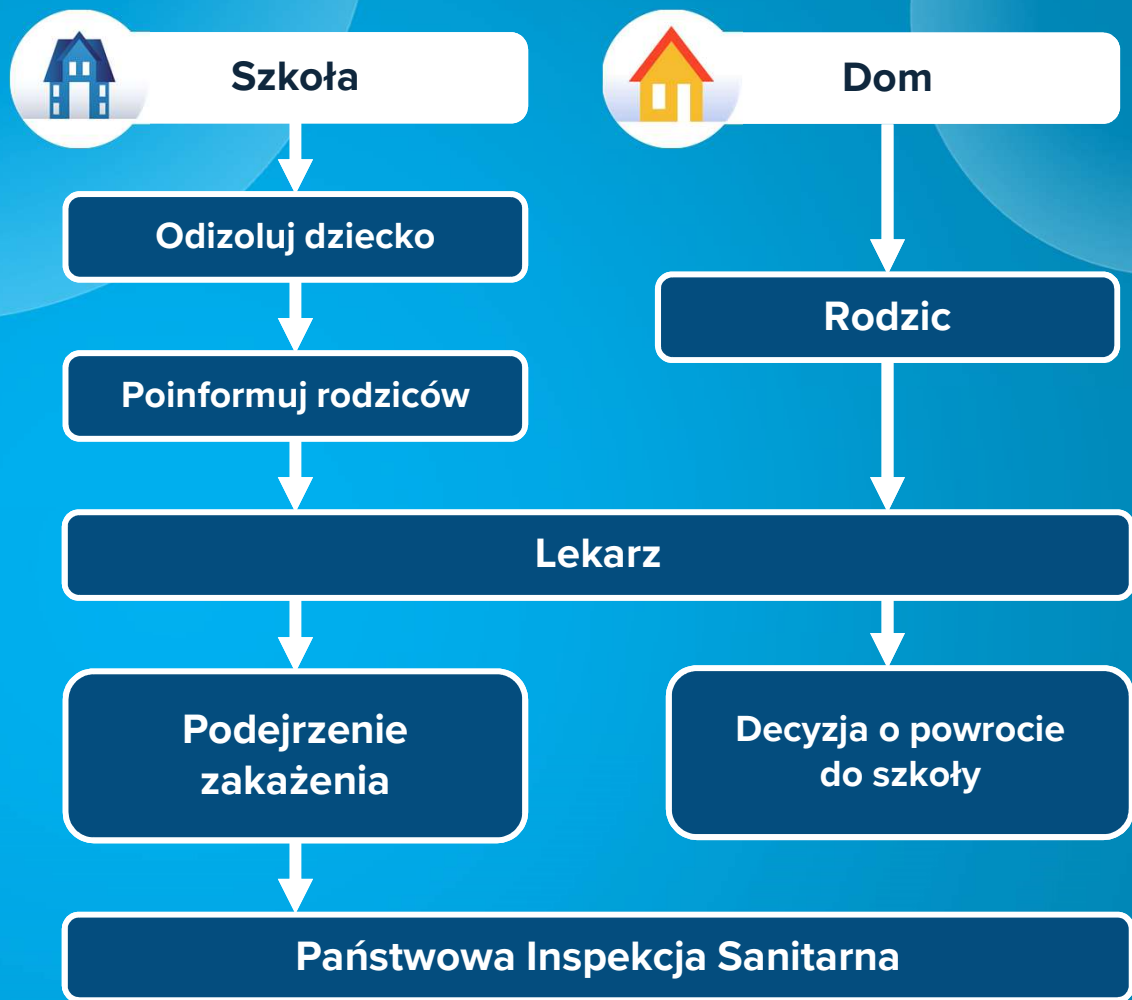 Szkoła
Dom
Odizoluj dziecko
Rodzic
Poinformuj rodziców
Lekarz
Podejrzenie
zakażenia
Decyzja o powrocie
do szkoły
Państwowa Inspekcja Sanitarna